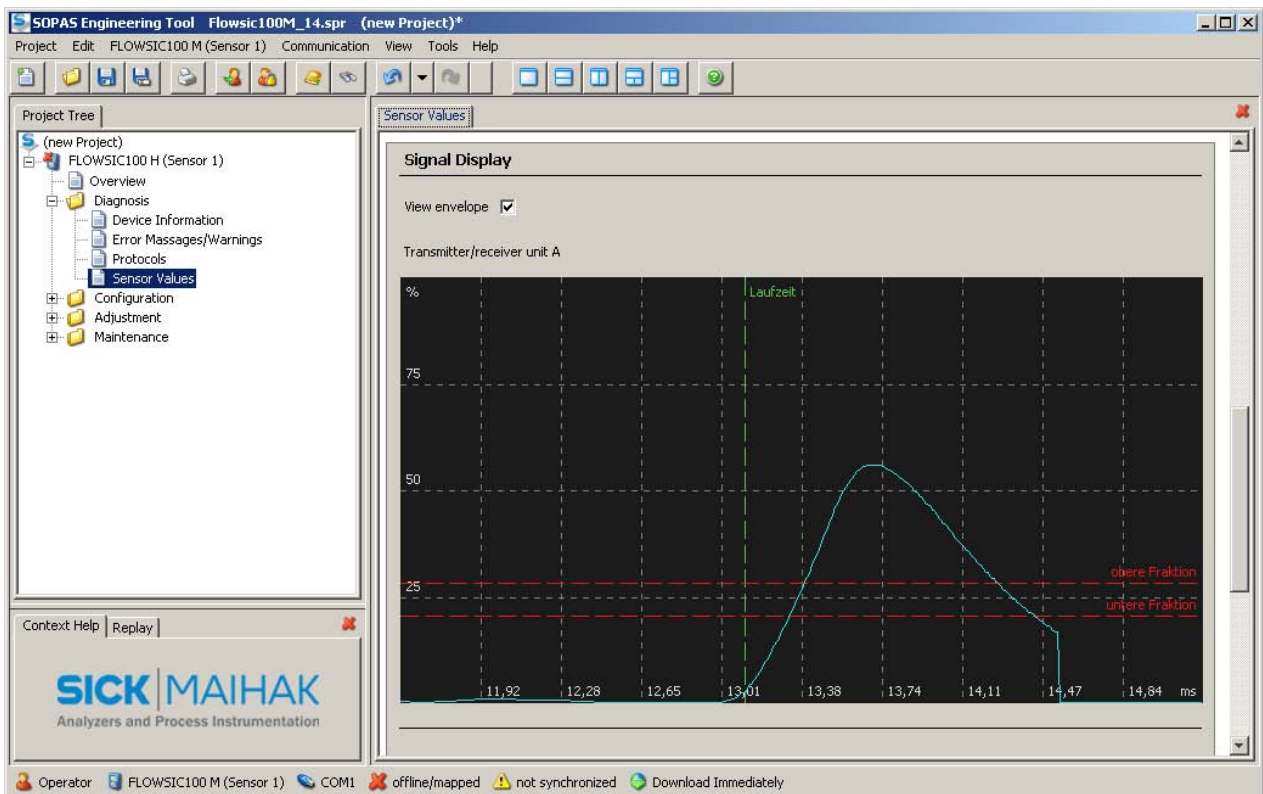 SOPAS Engineering Tool Flowsic100M_14.spr (new Project)*
Project Edit FLOWSIC100 M (Sensor 1) Communication View Tools Help
Project Tree
(new Project)
FLOWSIC100 H (Sensor 1)
Overview
Diagnosis
Device Information
Error Massages/Warnings
Protocols
Sensor Values
Configuration
Adjustment
Maintenance
Context Help Replay
SICK MAIHAK
Analyzers and Process Instrumentation
Sensor Values
Signal Display
View envelope
Transmitter/receiver unit A
%
Laufzeit
75
50
25
obere Fraktion
untere Fraktion
11,92 12,28 12,65 13,01 13,38 13,74 14,11 14,47 14,84 ms
Operator FLOWSIC100 M (Sensor 1) COM1 offline/mapped not synchronized Download Immediately